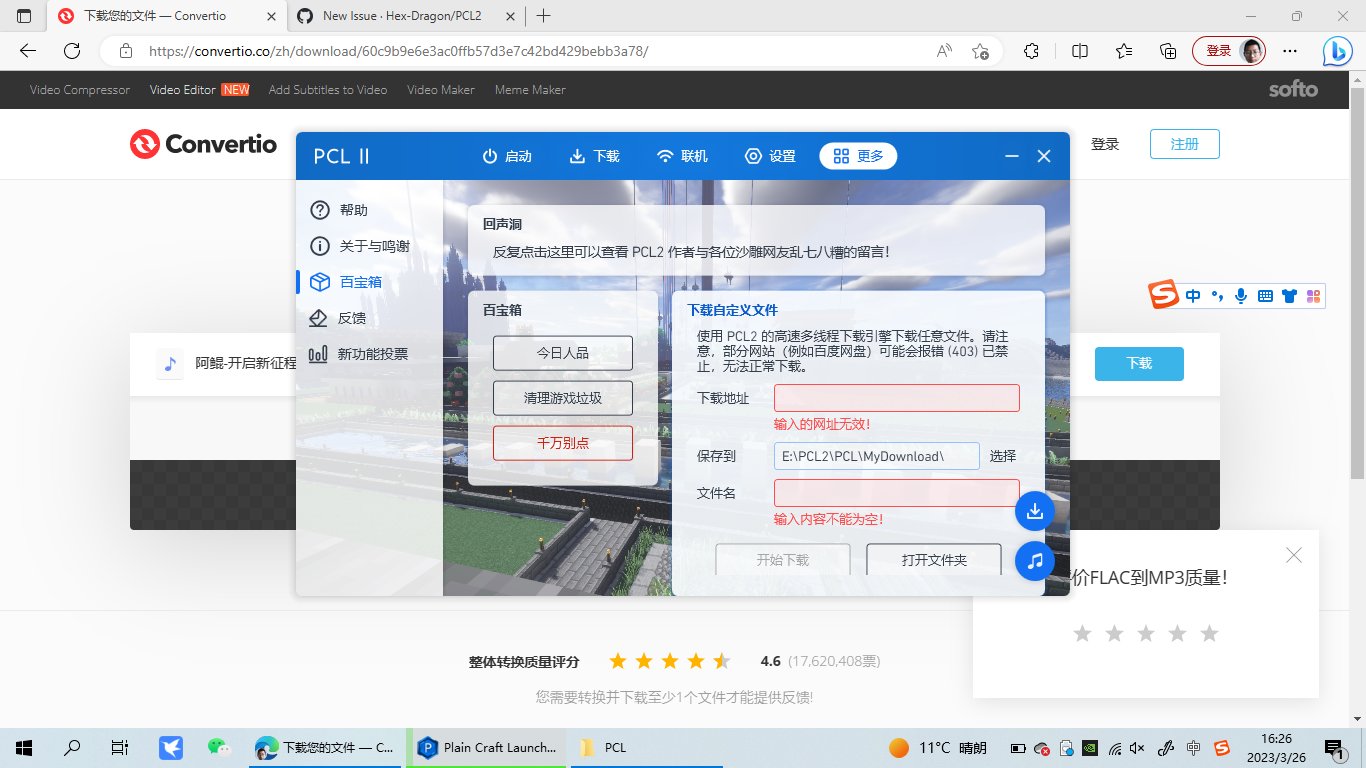 下载您的文件 — Convertio
New Issue · Hex-Dragon/PCL2
https://convertio.co/zh/download/60c9b9e6e3ac0ffb57d3e7c42bd429bebb3a78/
登录
Video Compressor
Video Editor NEW
Add Subtitles to Video
Video Maker
Meme Maker
softo
Convertio
登录
注册
PCL II
启动
下载
联机
设置
更多
帮助
关于与鸣谢
百宝箱
反馈
新功能投票
回声洞
反复点击这里可以查看 PCL2 作者与各位沙雕网友乱七八糟的留言！
百宝箱
今日人品
清理游戏垃圾
千万别点
下载自定义文件
使用 PCL2 的高速多线程下载引擎下载任意文件。请注
意，部分网站（例如百度网盘）可能会报错 (403) 已禁
止，无法正常下载。
下载地址
输入的网址无效！
保存到
E:\PCL2\PCL\MyDownload\
选择
文件名
输入内容不能为空！
开始下载
打开文件夹
中
阿鲲-开启新征程
下载
价FLAC到MP3质量！
整体转换质量评分
4.6 (17,620,408票)
您需要转换并下载至少1个文件才能提供反馈!
下载您的文件 — C...
Plain Craft Launch...
PCL
11°C 晴朗
中
16:26
2023/3/26
1